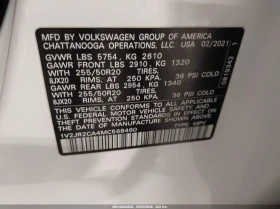 MFD. BY VOLKSWAGEN GROUP OF AMERICA
CHATTANOOGA OPERATIONS, LLC. USA 02/2021
GVWR LBS 5754, KG 2610
GAWR FRONT LBS 2910, KG 1320
WITH 255/50R20 TIRES,
8JX20 RIMS, AT 250 KPA, 36 PSI COLD
GAWR REAR LBS 2954, KG 1340
WITH 255/50R20 TIRES,
8JX20 RIMS, AT 250 KPA, 36 PSI COLD
THIS VEHICLE CONFORMS TO ALL APPLICABLE
FEDERAL MOTOR VEHICLE SAFETY, BUMPER,
AND THEFT PREVENTION STANDARDS IN EFFECT
ON THE DATE OF MANUFACTURE SHOWN ABOVE.
1V2JR2CA4MC568460 TYPE: MPV
0819342